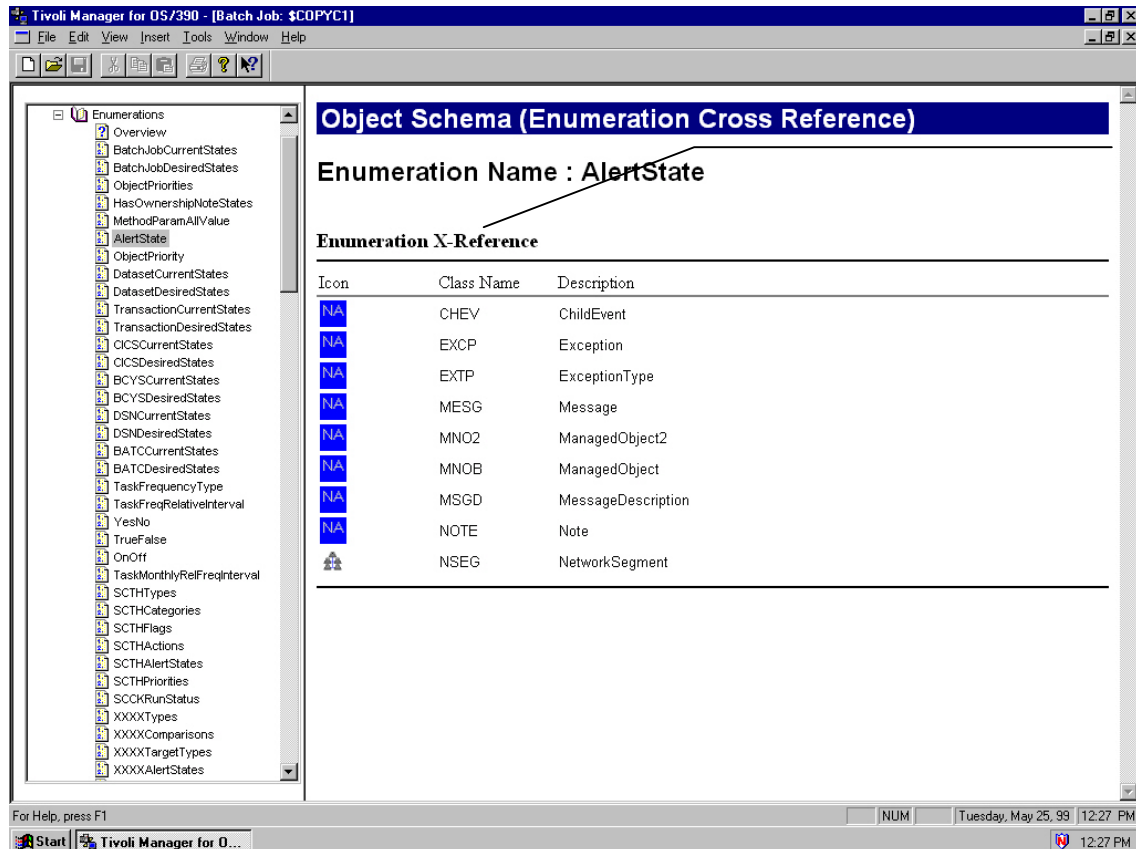 Tivoli Manager for OS/390 - [Batch Job: $COPYC1]
File Edit View Insert Tools Window Help
Enumerations
Overview
BatchJobCurrentStates
BatchJobDesiredStates
ObjectPriorities
HasOwnershipNoteStates
MethodParamAllValue
AlertState
ObjectPriority
DatasetCurrentStates
DatasetDesiredStates
TransactionCurrentStates
TransactionDesiredStates
CICSCurrentStates
CICSDesiredStates
BCYSCurrentStates
BCYSDesiredStates
DSNCurrentStates
DSNDesiredStates
BATCCurrentStates
BATCDesiredStates
TaskFrequencyType
TaskFreqRelativeInterval
YesNo
TrueFalse
OnOff
TaskMonthlyRelFreqInterval
SCTHTypes
SCTHCategories
SCTHFlags
SCTHActions
SCTHAlertStates
SCTHPriorities
SCCKRunStatus
XXXXTypes
XXXXComparisons
XXXXTargetTypes
XXXXAlertStates
Object Schema (Enumeration Cross Reference)
Enumeration Name : AlertState
Enumeration X-Reference
Icon Class Name Description
NA CHEV ChildEvent
NA EXCP Exception
NA EXTP ExceptionType
NA MESG Message
NA MNO2 ManagedObject2
NA MNOB ManagedObject
NA MSGD MessageDescription
NA NOTE Note
NSEG NetworkSegment
For Help, press F1 NUM Tuesday, May 25, 99 12:27 PM
Start Tivoli Manager for O... 12:27 PM